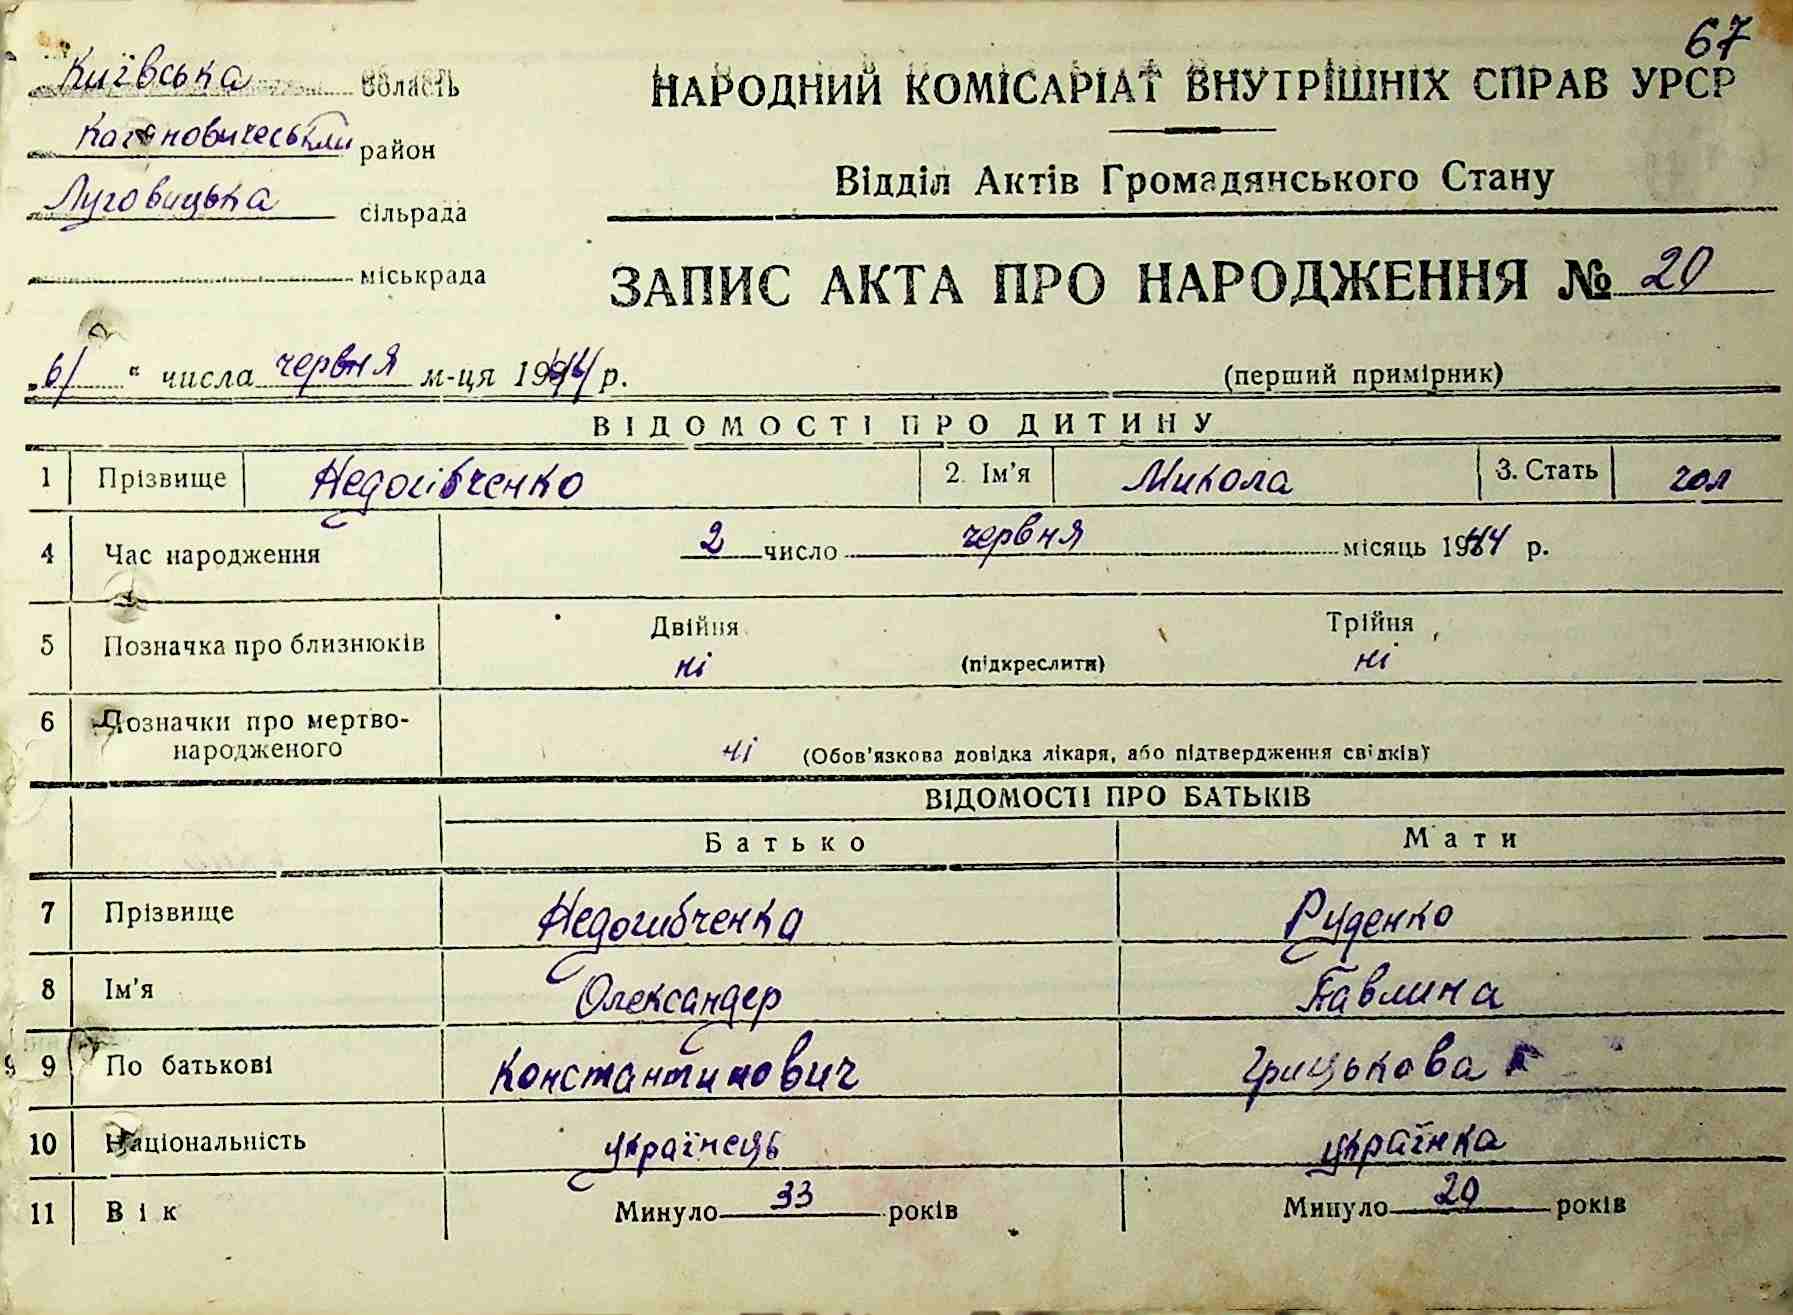 67
Київська область
Кагановичеський район
Луговицька сільрада
міськрада
НАРОДНИЙ КОМІСАРІАТ ВНУТРІШНІХ СПРАВ УРСР
Відділ Актів Громадянського Стану
ЗАПИС АКТА ПРО НАРОДЖЕННЯ № 20
„6/“ числа червня м-ця 1944 р.
(перший примірник)
ВІДОМОСТІ ПРО ДИТИНУ
1 Прізвище Недогибченко 2. Ім'я Микола 3. Стать чол
4 Час народження 2 число червня місяць 1944 р.
5 Позначка про близнюків Двійня ні (підкреслити) Трійня ні
6 Позначки про мертво-
народженого ні (Обов'язкова довідка лікаря, або підтвердження свідків)
ВІДОМОСТІ ПРО БАТЬКІВ
Батько Мати
7 Прізвище Недогибченка Руденко
8 Ім'я Олександер Павлина
9 По батькові Константинович Грицькова
10 Національність українець українка
11 Вік Минуло 33 років Минуло 20 років